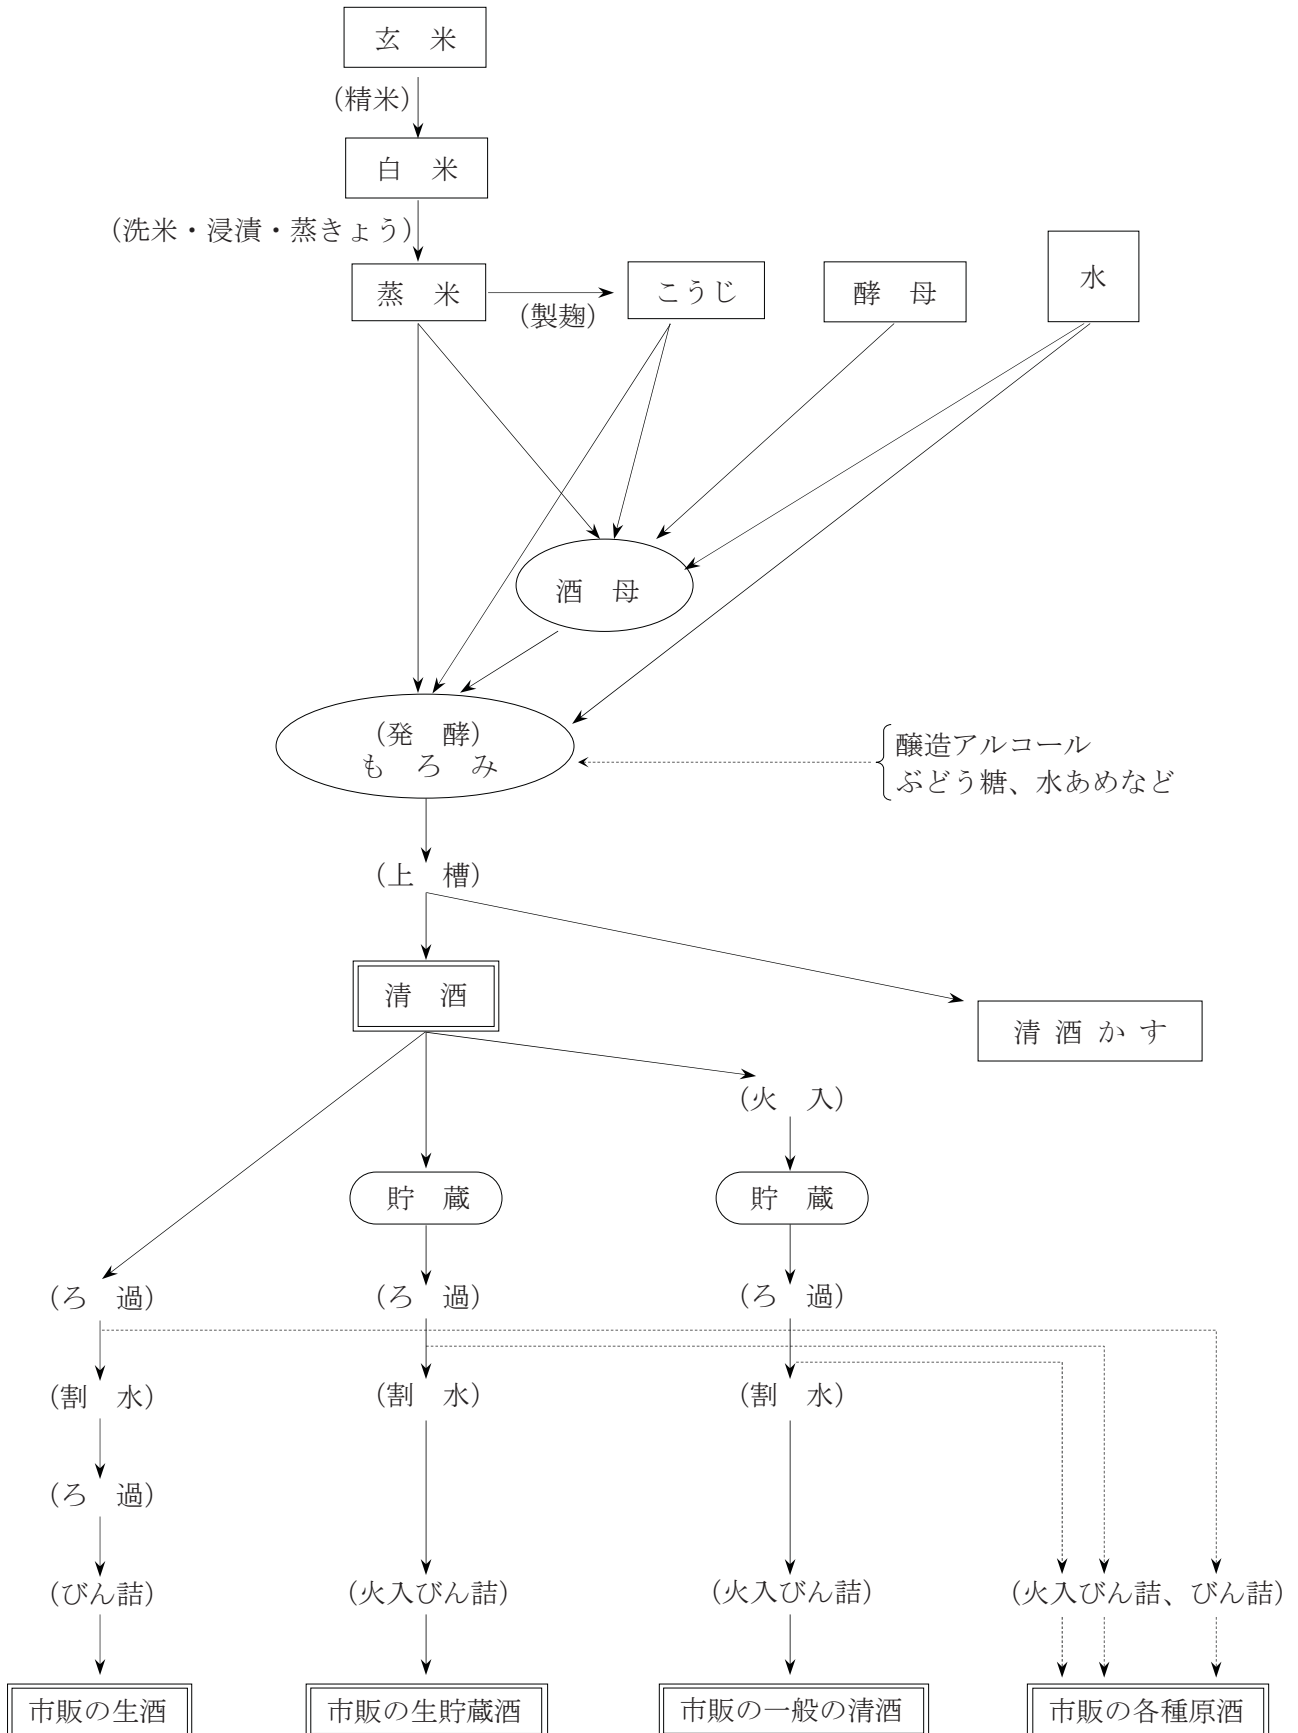 玄　米
（精米）
白　米
（洗米・浸漬・蒸きょう）
蒸　米
（製麹）
こうじ
酵　母
水
酒　母
（発　酵）
も　ろ　み
醸造アルコール
ぶどう糖、水あめなど
（上　槽）
清　酒
清 酒 か す
（火　入）
貯　蔵
貯　蔵
（ろ　過）
（ろ　過）
（ろ　過）
（割　水）
（割　水）
（割　水）
（ろ　過）
（びん詰）
（火入びん詰）
（火入びん詰）
（火入びん詰、びん詰）
市販の生酒
市販の生貯蔵酒
市販の一般の清酒
市販の各種原酒